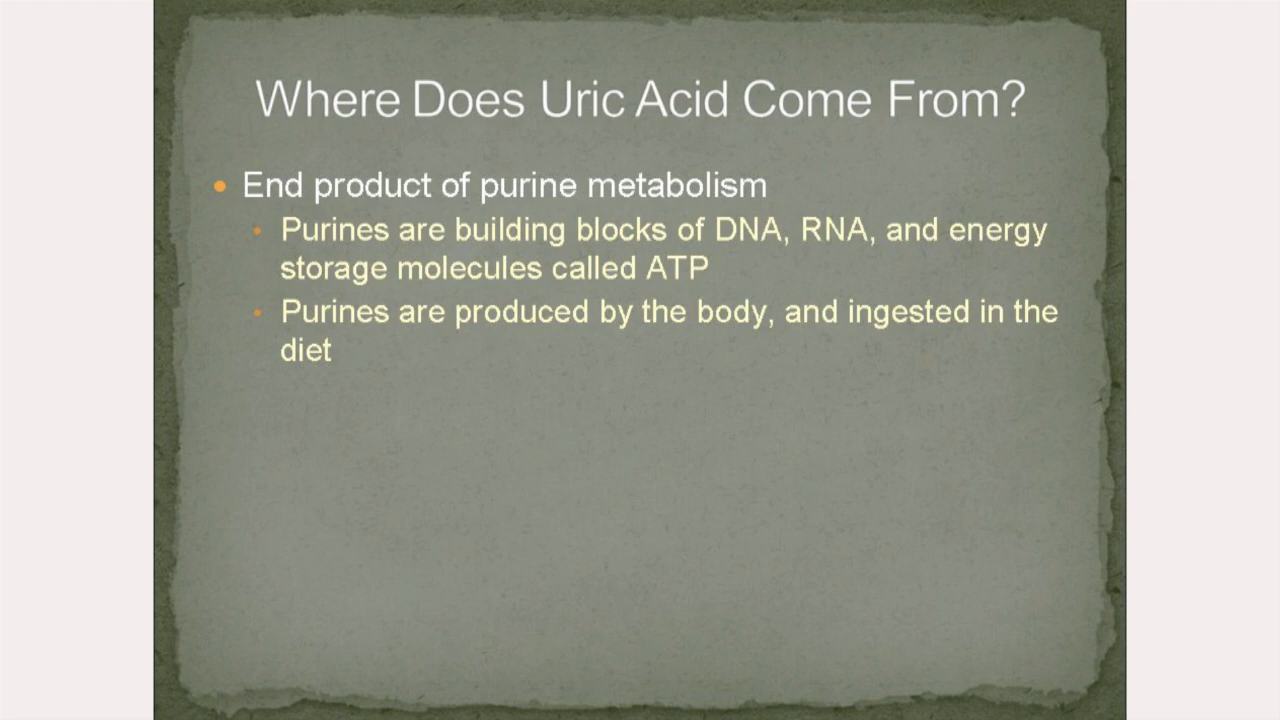 Where Does Uric Acid Come From?
End product of purine metabolism
Purines are building blocks of DNA, RNA, and energy
storage molecules called ATP
Purines are produced by the body, and ingested in the
diet